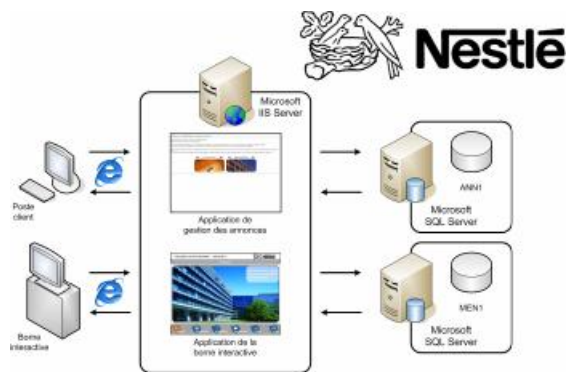 Nestlé
Microsoft
IIS Server
Poste
client
Application de
gestion des annonces
ANN1
Microsoft
SQL Server
Borne
interactive
Application de la
borne interactive
MEN1
Microsoft
SQL Server